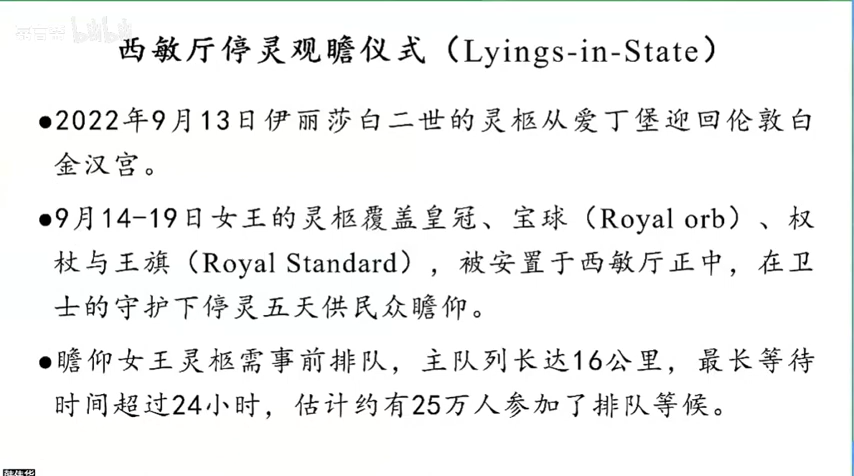 bilibili
西敏厅停灵观瞻仪式（Lyings-in-State）
●2022年9月13日伊丽莎白二世的灵柩从爱丁堡迎回伦敦白
金汉宫。
●9月14-19日女王的灵柩覆盖皇冠、宝球（Royal orb）、权
杖与王旗（Royal Standard），被安置于西敏厅正中，在卫
士的守护下停灵五天供民众瞻仰。
●瞻仰女王灵柩需事前排队，主队列长达16公里，最长等待
时间超过24小时，估计约有25万人参加了排队等候。